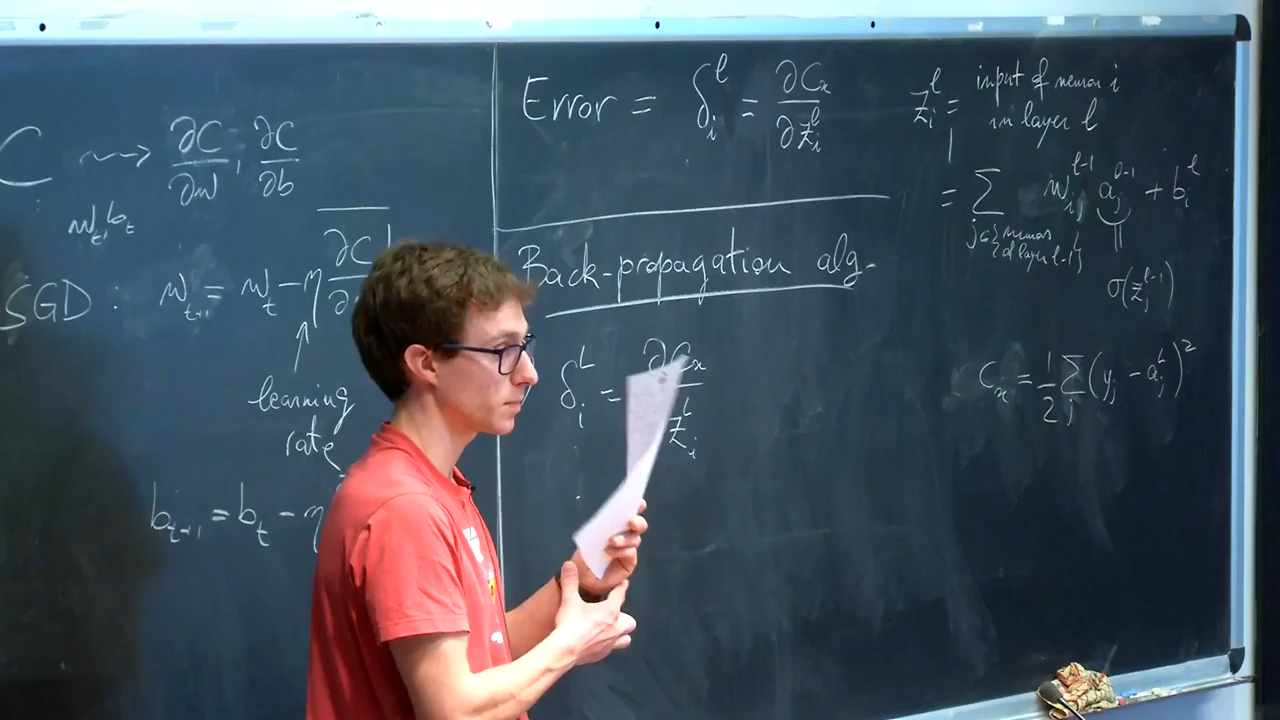 C ⇝ ∂C/∂w, ∂C/∂b
w_t, b_t
SGD : w_{t+1} = w_t − η ∂C
learning
rate
b_{t+1} = b_t − η
Error = δ_i^l = ∂C_x/∂z_i^l
Back-propagation alg.
δ_i^L = ∂C_x/z_i^L
z_i^l = input of neuron i
in layer l
= Σ w_{ij}^{l-1} a_j^{l-1} + b_i^l
j∈{neurons
of layer l-1}
σ(z_j^{l-1})
C_x = 1/2 Σ_j (y_j − a_j^L)^2